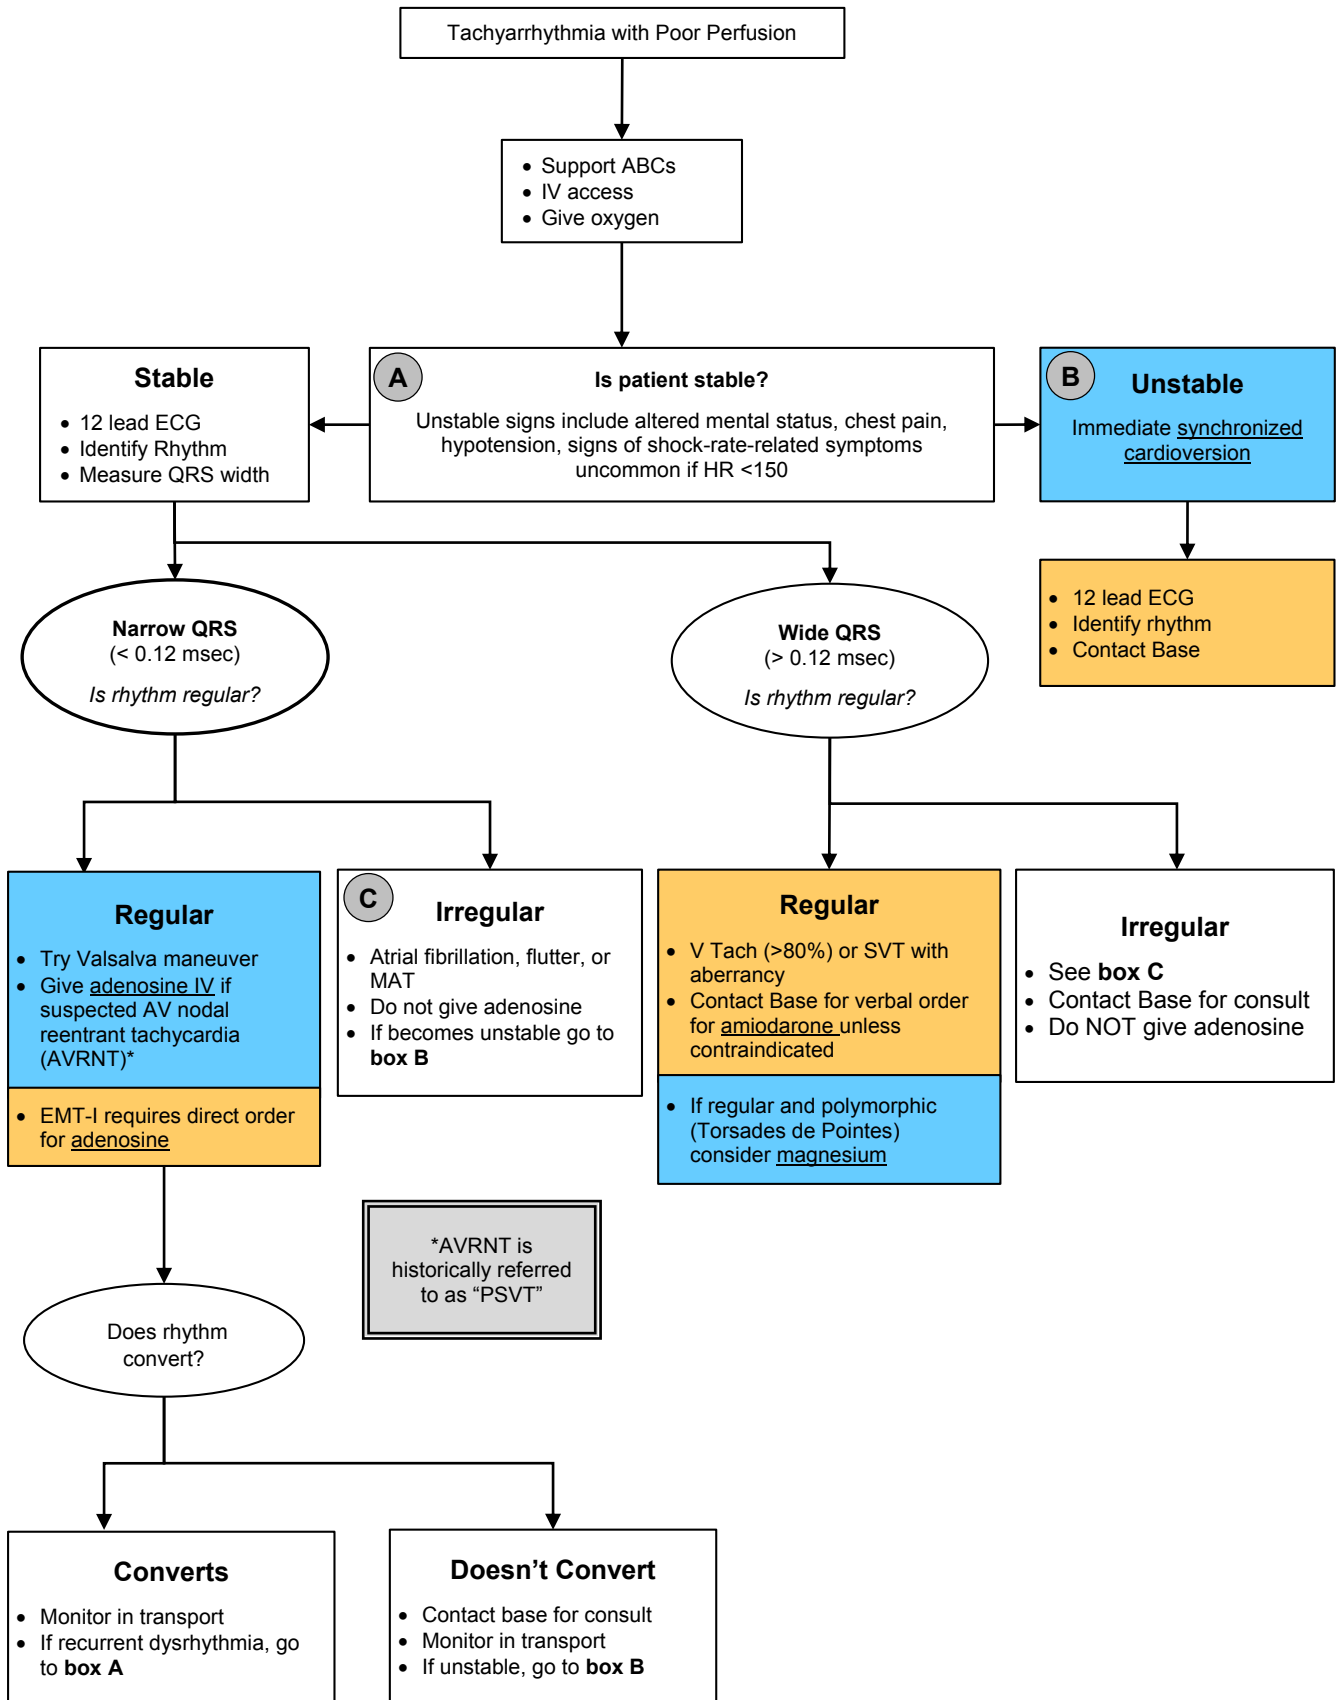 Tachyarrhythmia with Poor Perfusion
• Support ABCs
• IV access
• Give oxygen
Stable
• 12 lead ECG
• Identify Rhythm
• Measure QRS width
A
Is patient stable?
Unstable signs include altered mental status, chest pain,
hypotension, signs of shock-rate-related symptoms
uncommon if HR <150
B
Unstable
Immediate synchronized
cardioversion
• 12 lead ECG
• Identify rhythm
• Contact Base
Narrow QRS
(< 0.12 msec)
Is rhythm regular?
Wide QRS
(> 0.12 msec)
Is rhythm regular?
Regular
• Try Valsalva maneuver
• Give adenosine IV if
suspected AV nodal
reentrant tachycardia
(AVRNT)*
• EMT-I requires direct order
for adenosine
C
Irregular
• Atrial fibrillation, flutter, or
MAT
• Do not give adenosine
• If becomes unstable go to
box B
Regular
• V Tach (>80%) or SVT with
aberrancy
• Contact Base for verbal order
for amiodarone unless
contraindicated
• If regular and polymorphic
(Torsades de Pointes)
consider magnesium
Irregular
• See box C
• Contact Base for consult
• Do NOT give adenosine
*AVRNT is
historically referred
to as “PSVT”
Does rhythm
convert?
Converts
• Monitor in transport
• If recurrent dysrhythmia, go
to box A
Doesn’t Convert
• Contact base for consult
• Monitor in transport
• If unstable, go to box B